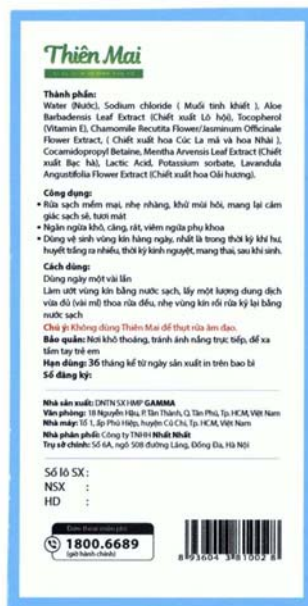 Thiên Mai
Thành phần:
Water (Nước), Sodium chloride ( Muối tinh khiết ), Aloe
Barbadensis Leaf Extract (Chiết xuất Lô hội), Tocopherol
(Vitamin E), Chamomile Recutita Flower/Jasminum Officinale
Flower Extract, ( Chiết xuất hoa Cúc La mã và hoa Nhài ),
Cocamidopropyl Betaine, Mentha Arvensis Leaf Extract (Chiết
xuất Bạc hà), Lactic Acid, Potassium sorbate, Lavandula
Angustifolia Flower Extract (Chiết xuất hoa Oải hương).
Công dụng:
• Rửa sạch mềm mại, nhẹ nhàng, khử mùi hôi, mang lại cảm
giác sạch sẽ, tươi mát
• Ngăn ngừa khô, căng, rát, viêm ngứa phụ khoa
• Dùng vệ sinh vùng kín hàng ngày, nhất là trong thời kỳ khí hư,
huyết trắng ra nhiều, thời kỳ kinh nguyệt, mang thai, sau khi sinh.
Cách dùng:
Dùng ngày một vài lần
Làm ướt vùng kín bằng nước sạch, lấy một lượng dung dịch
vừa đủ (vài ml) thoa rửa đều, nhẹ vùng kín rồi rửa kỹ lại bằng
nước sạch
Chú ý: Không dùng Thiên Mai để thụt rửa âm đạo.
Bảo quản: Nơi khô thoáng, tránh ánh nắng trực tiếp, để xa
tầm tay trẻ em
Hạn dùng: 36 tháng kể từ ngày sản xuất in trên bao bì
Số đăng ký:
Nhà sản xuất: DNTN SX HMP GAMMA
Văn phòng: 18 Nguyễn Hậu, P. Tân Thành, Q. Tân Phú, Tp. HCM, Việt Nam
Nhà máy: Tổ 1, ấp Phú Hiệp, huyện Củ Chi, Tp. HCM, Việt Nam
Nhà phân phối: Công ty TNHH Nhất Nhất
Trụ sở chính: Số 6A, ngõ 508 đường Láng, Đống Đa, Hà Nội
Số lô SX :
NSX :
HD :
Điện thoại miễn phí
1800.6689
(giờ hành chính)
8 93604 381002 8